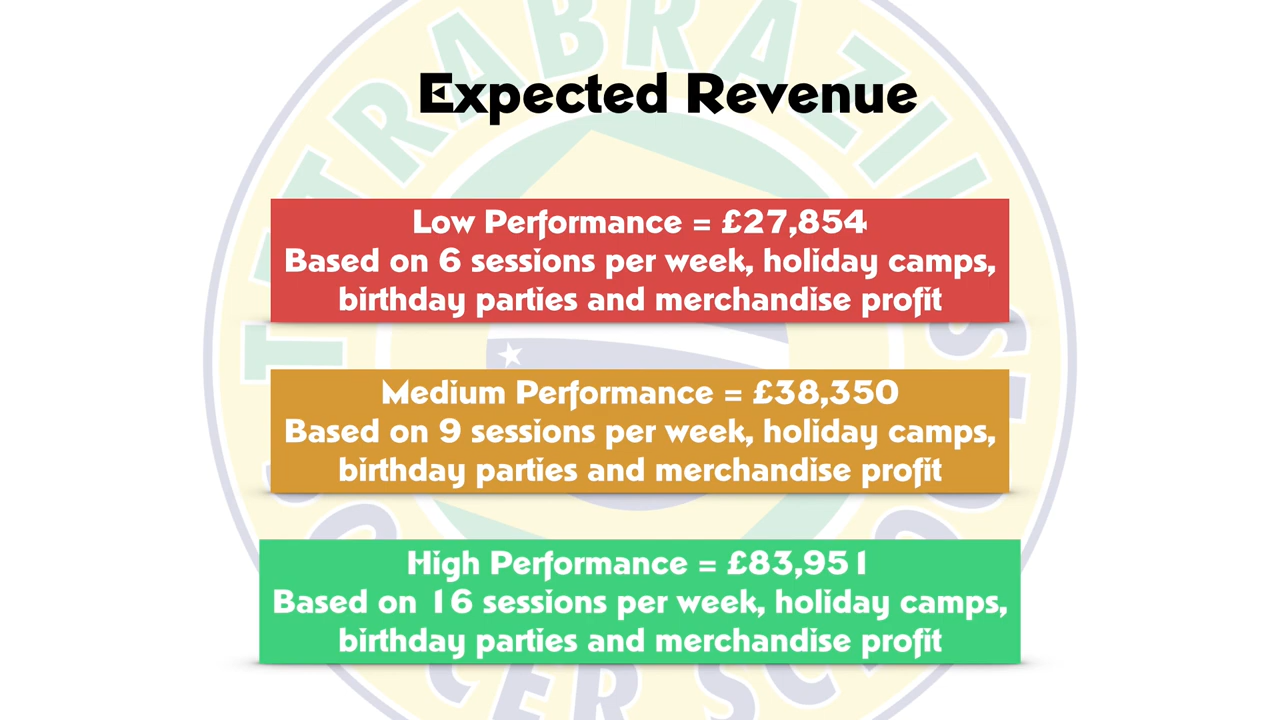 Expected Revenue
Low Performance = £27,854
Based on 6 sessions per week, holiday camps,
birthday parties and merchandise profit
Medium Performance = £38,350
Based on 9 sessions per week, holiday camps,
birthday parties and merchandise profit
High Performance = £83,951
Based on 16 sessions per week, holiday camps,
birthday parties and merchandise profit